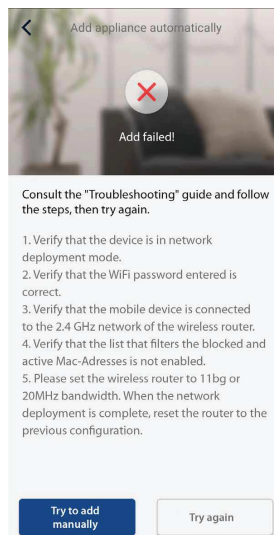 Add appliance automatically
Add failed!
Consult the "Troubleshooting" guide and follow
the steps, then try again.
1. Verify that the device is in network
deployment mode.
2. Verify that the WiFi password entered is
correct.
3. Verify that the mobile device is connected
to the 2.4 GHz network of the wireless router.
4. Verify that the list that filters the blocked and
active Mac-Adresses is not enabled.
5. Please set the wireless router to 11bg or
20MHz bandwidth. When the network
deployment is complete, reset the router to the
previous configuration.
Try to add
manually
Try again